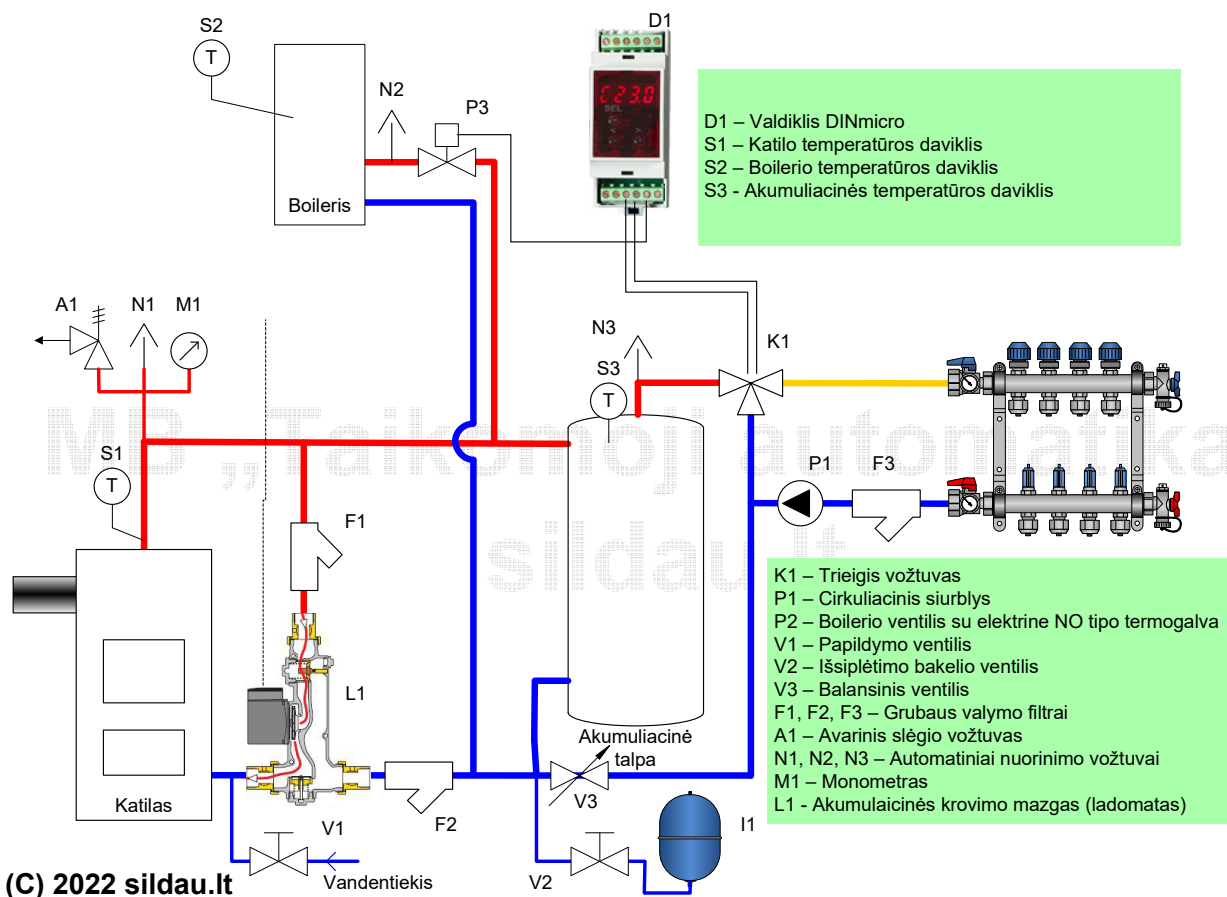 S2
T
Boileris
N2
P3
D1
C23.0
SEL
D1 – Valdiklis DINmicro
S1 – Katilo temperatūros daviklis
S2 – Boilerio temperatūros daviklis
S3 - Akumuliacinės temperatūros daviklis
A1
N1
M1
N3
S3
T
K1
MB „Taikomoji automatika
sildau.lt
S1
T
F1
P1
F3
L1
Akumuliacinė
talpa
Katilas
V1
F2
V3
V2
I1
Vandentiekis
K1 – Trieigis vožtuvas
P1 – Cirkuliacinis siurblys
P2 – Boilerio ventilis su elektrine NO tipo termogalva
V1 – Papildymo ventilis
V2 – Išsiplėtimo bakelio ventilis
V3 – Balansinis ventilis
F1, F2, F3 – Grubaus valymo filtrai
A1 – Avarinis slėgio vožtuvas
N1, N2, N3 – Automatiniai nuorinimo vožtuvai
M1 – Monometras
L1 - Akumulaicinės krovimo mazgas (ladomatas)
(C) 2022 sildau.lt